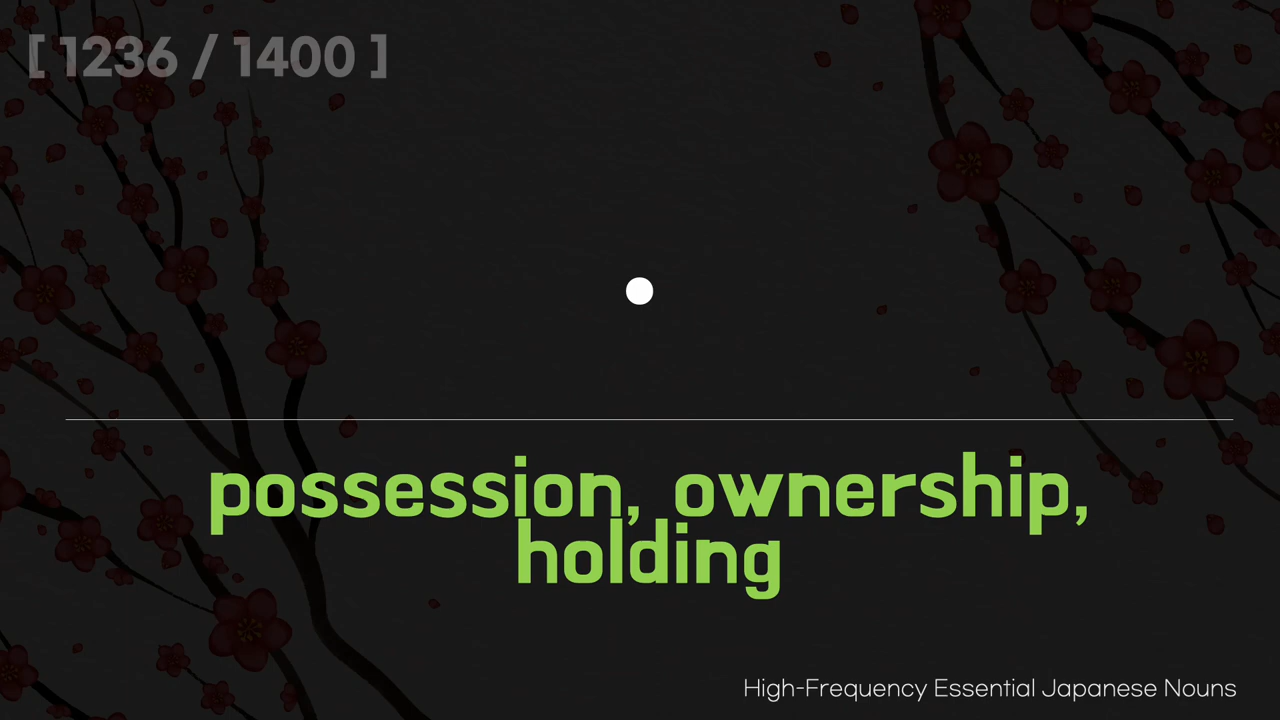 [ 1236 / 1400 ]
possession, ownership,
holding
High-Frequency Essential Japanese Nouns